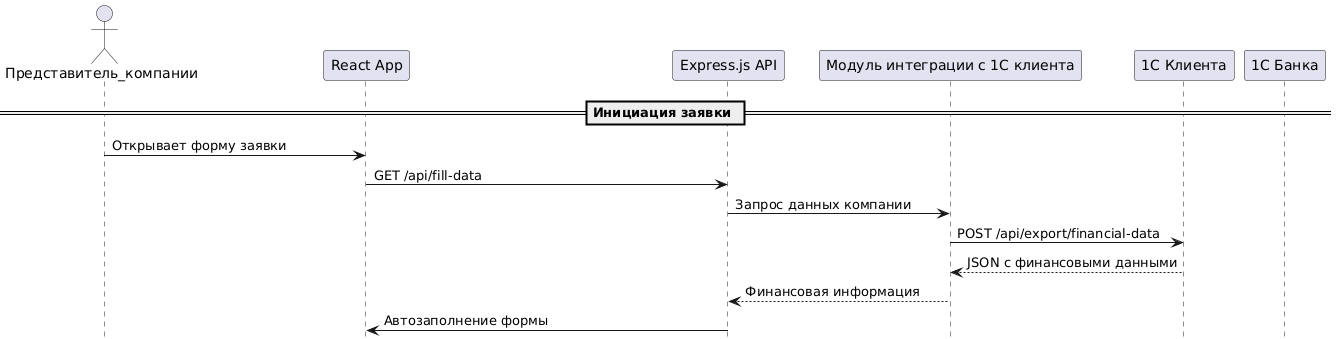 Представитель_компании
React App
Express.js API
Модуль интеграции с 1С клиента
1С Клиента
1С Банка
Инициация заявки
Открывает форму заявки
GET /api/fill-data
Запрос данных компании
POST /api/export/financial-data
JSON с финансовыми данными
Финансовая информация
Автозаполнение формы